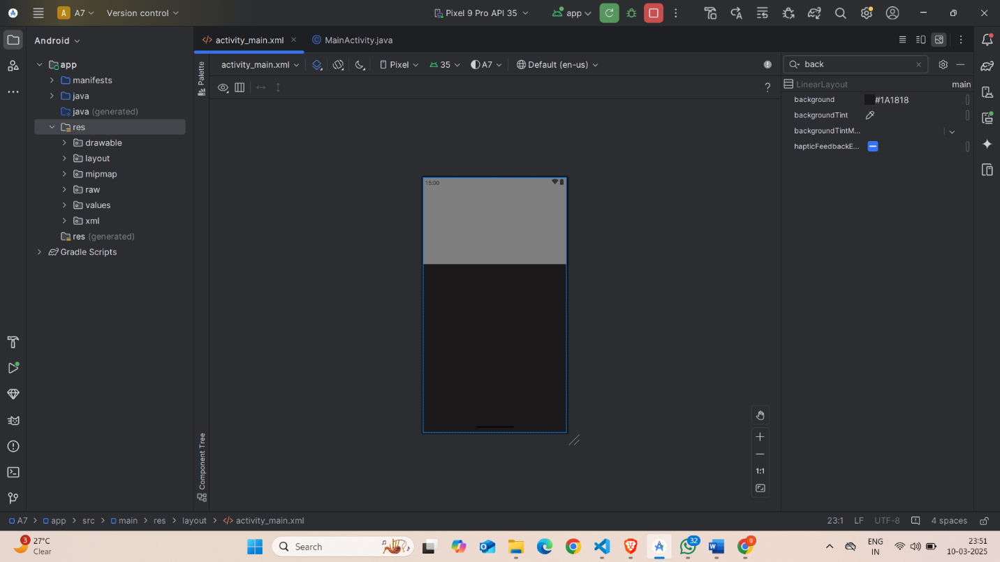 A A7 Version control Pixel 9 Pro API 35 app
Android
activity_main.xml MainActivity.java
app
manifests
java
java (generated)
res
drawable
layout
mipmap
raw
values
xml
res (generated)
Gradle Scripts
Palette
activity_main.xml 35 Pixel A7 Default (en-us)
?
15:00
Component Tree
1:1
back
LinearLayout main
background #1A1818
backgroundTint
backgroundTintM...
hapticFeedbackE...
A7 > app > src > main > res > layout > activity_main.xml
23:1 LF UTF-8 4 spaces
3
27°C
Clear
Search
32
9
ENG
IN
23:51
10-03-2025